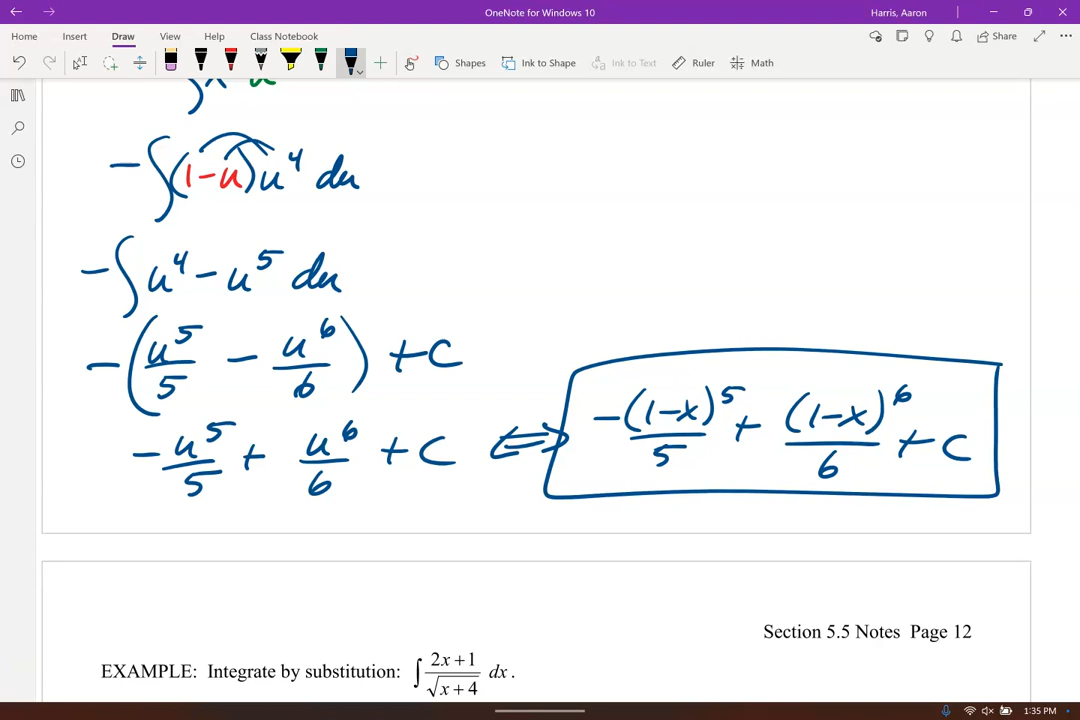 OneNote for Windows 10
Harris, Aaron
Home Insert Draw View Help Class Notebook
Share
Shapes Ink to Shape Ink to Text Ruler Math
-∫(1-u)u⁴ du
-∫u⁴-u⁵ du
-(u⁵/5 - u⁶/6) + C
-u⁵/5 + u⁶/6 + C ⇔ -(1-x)⁵/5 + (1-x)⁶/6 + C
Section 5.5 Notes Page 12
EXAMPLE: Integrate by substitution: ∫ (2x+1)/√(x+4) dx.
1:35 PM